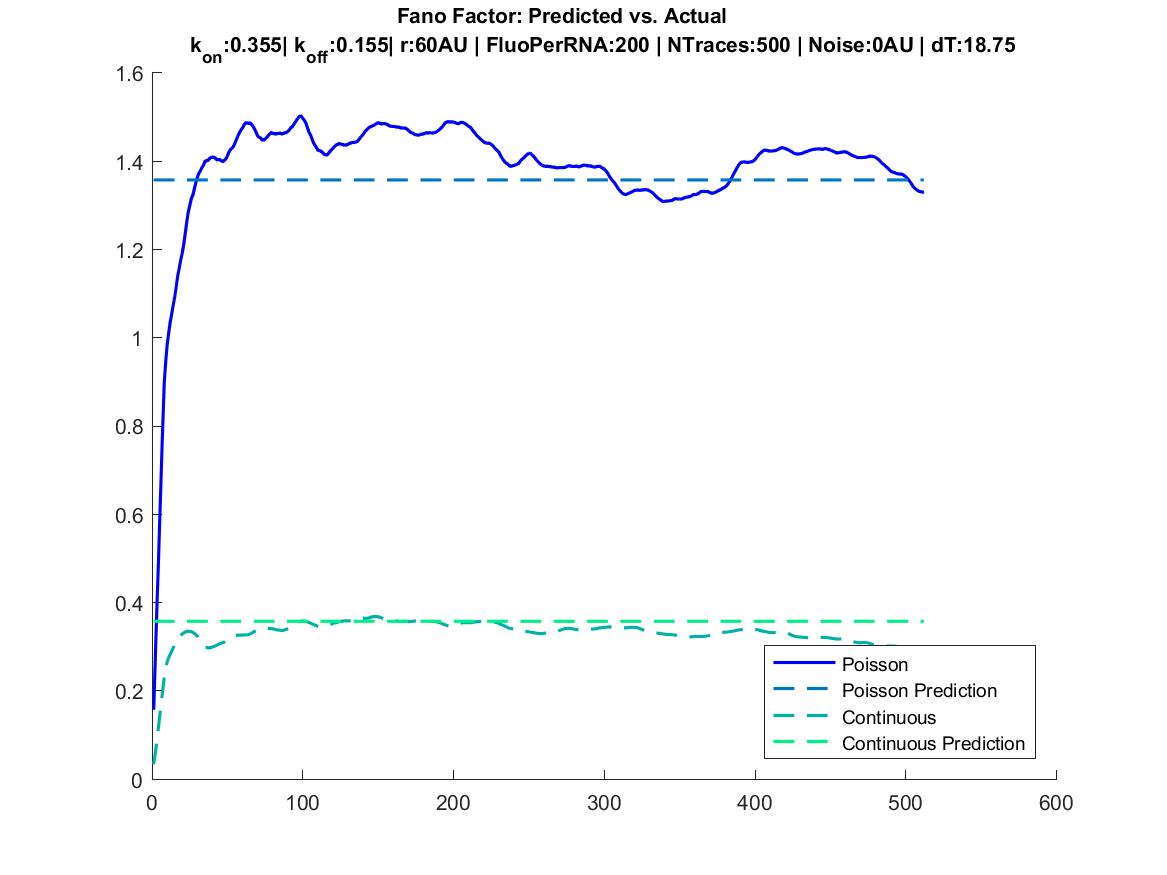 Fano Factor: Predicted vs. Actual
kon:0.355| koff:0.155| r:60AU | FluoPerRNA:200 | NTraces:500 | Noise:0AU | dT:18.75
1.6
1.4
1.2
1
0.8
0.6
0.4
0.2
0
0 100 200 300 400 500 600
Poisson
Poisson Prediction
Continuous
Continuous Prediction